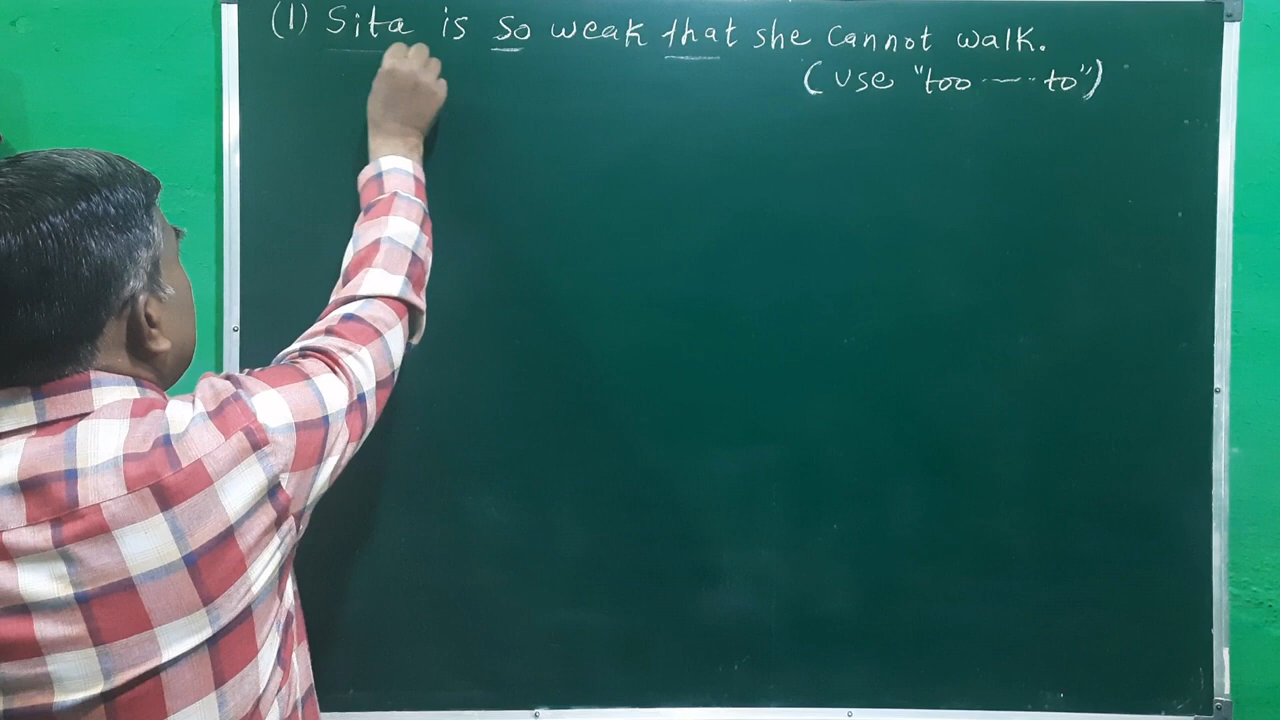 (1) Sita is so weak that she cannot walk.
(Use "too ---- to")